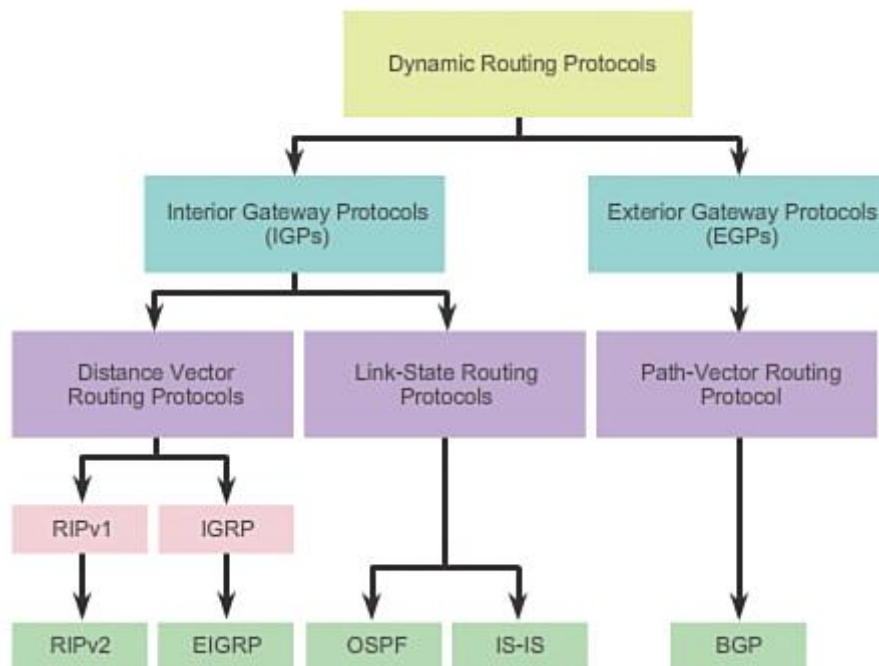 Dynamic Routing Protocols
Interior Gateway Protocols
(IGPs)
Exterior Gateway Protocols
(EGPs)
Distance Vector
Routing Protocols
Link-State Routing
Protocols
Path-Vector Routing
Protocol
RIPv1
IGRP
RIPv2
EIGRP
OSPF
IS-IS
BGP